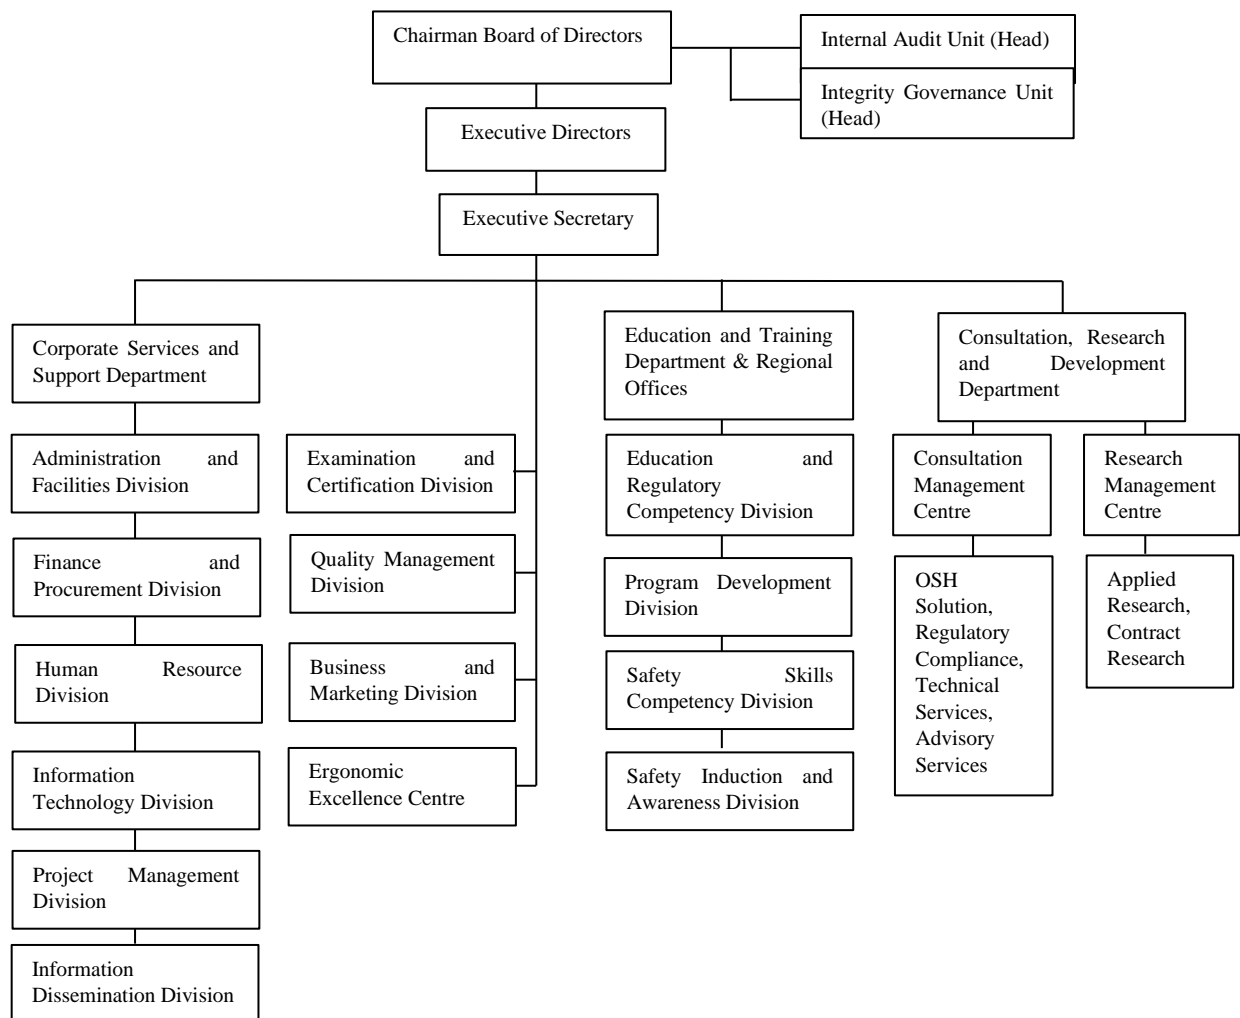 Chairman Board of Directors
Internal Audit Unit (Head)
Integrity Governance Unit
(Head)
Executive Directors
Executive Secretary
Corporate Services and
Support Department
Administration and
Facilities Division
Finance and
Procurement Division
Human Resource
Division
Information
Technology Division
Project Management
Division
Information
Dissemination Division
Examination and
Certification Division
Quality Management
Division
Business and
Marketing Division
Ergonomic
Excellence Centre
Education and Training
Department & Regional
Offices
Education and
Regulatory
Competency Division
Program Development
Division
Safety Skills
Competency Division
Safety Induction and
Awareness Division
Consultation, Research
and Development
Department
Consultation
Management
Centre
OSH
Solution,
Regulatory
Compliance,
Technical
Services,
Advisory
Services
Research
Management
Centre
Applied
Research,
Contract
Research